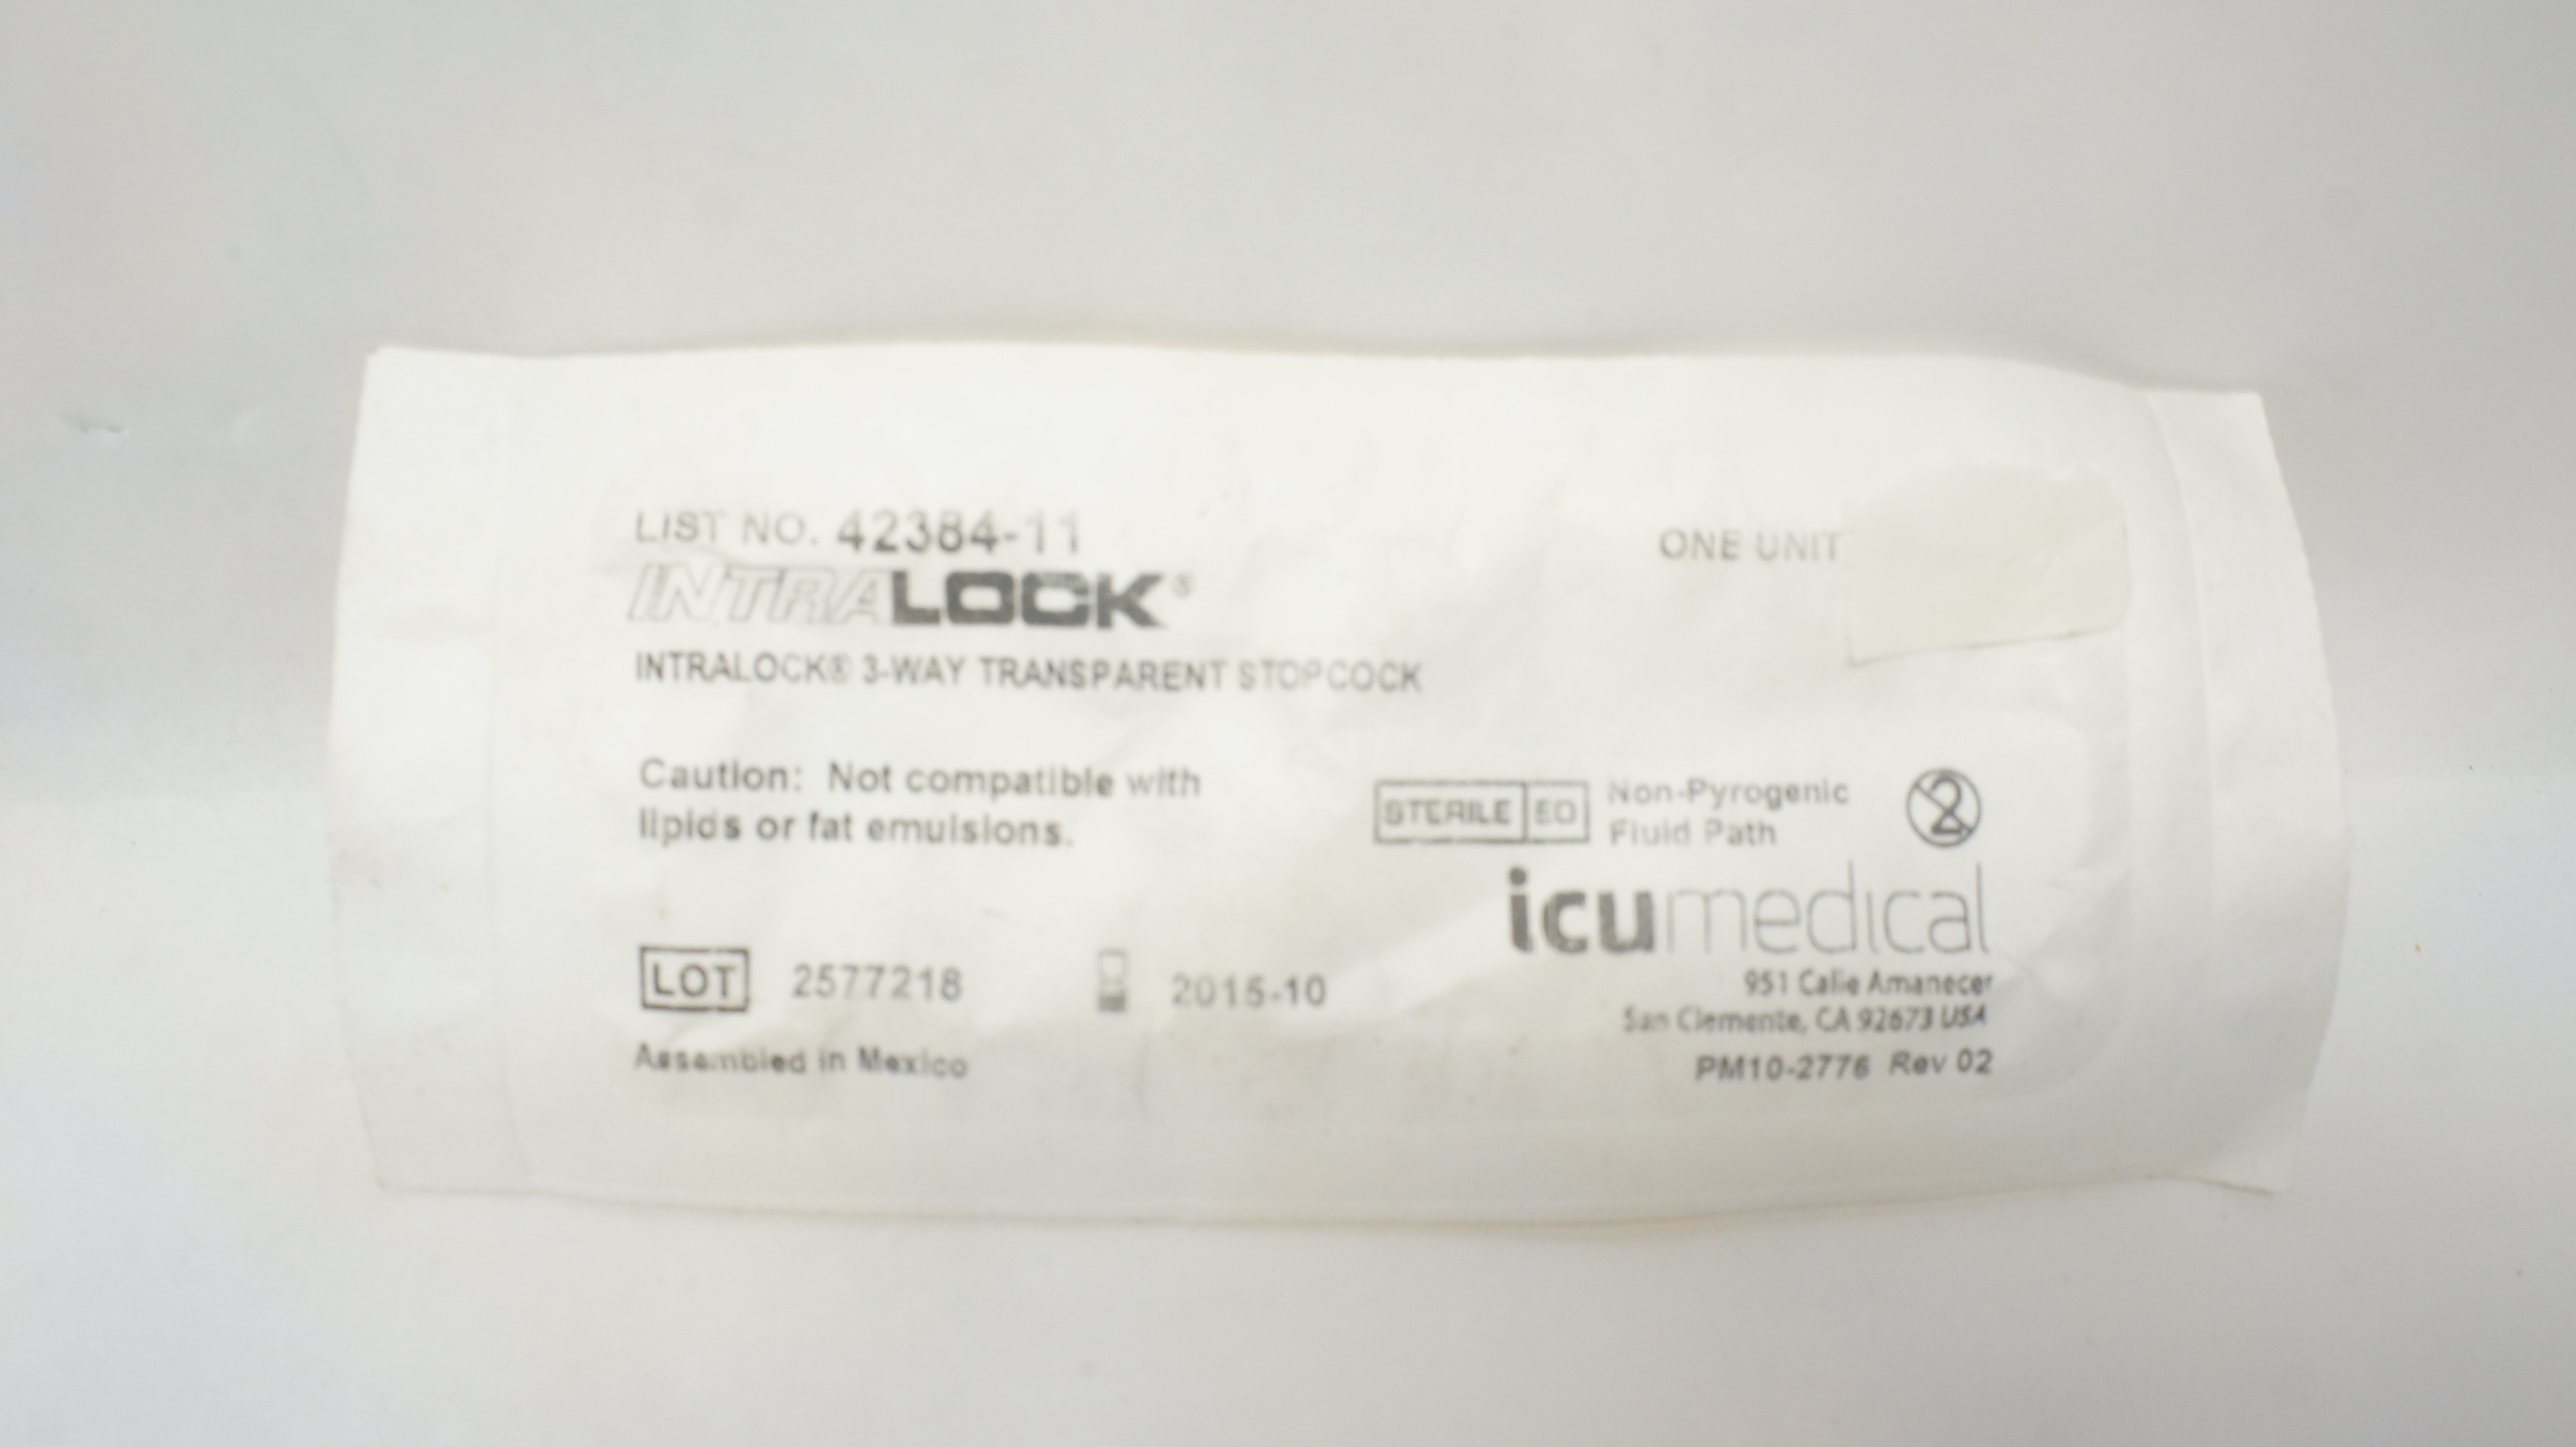 LIST NO. 42384-11
ONE UNIT
INTRALOCK®
INTRALOCK® 3-WAY TRANSPARENT STOPCOCK
Caution: Not compatible with
lipids or fat emulsions.
STERILE EO
Non-Pyrogenic
Fluid Path
2
icumedical
LOT 2577218
2015-10
951 Calle Amanecer
San Clemente, CA 92673 USA
Assembled in Mexico
PM10-2776 Rev 02